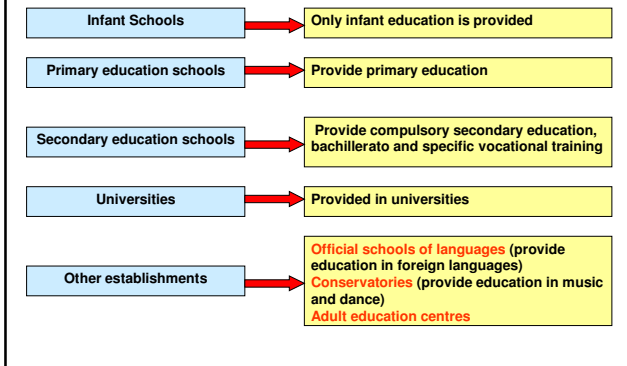 Infant Schools
Only infant education is provided
Primary education schools
Provide primary education
Secondary education schools
Provide compulsory secondary education,
bachillerato and specific vocational training
Universities
Provided in universities
Other establishments
Official schools of languages (provide
education in foreign languages)
Conservatories (provide education in music
and dance)
Adult education centres